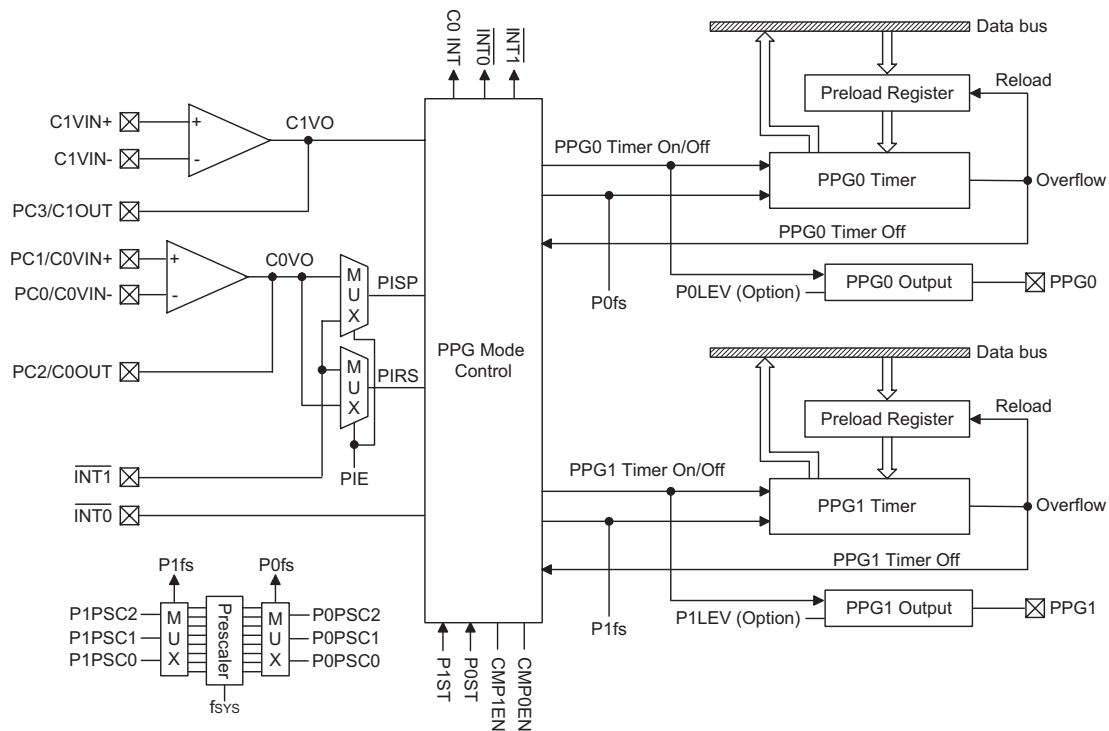 C0 INT
INT0
INT1
Data bus
Preload Register
Reload
C1VIN+
+
C1VO
C1VIN-
-
PPG0 Timer On/Off
PPG0 Timer
Overflow
PC3/C1OUT
PPG0 Timer Off
PC1/C0VIN+
+
C0VO
MUX
PISP
PC0/C0VIN-
-
P0fs
P0LEV (Option)
PPG0 Output
PPG0
PPG Mode
Control
Data bus
PC2/C0OUT
MUX
PIRS
Preload Register
Reload
INT1
PIE
PPG1 Timer On/Off
PPG1 Timer
Overflow
INT0
PPG1 Timer Off
P1fs
P1LEV (Option)
PPG1 Output
PPG1
P1fs
P0fs
P1PSC2
P1PSC1
P1PSC0
MUX
Prescaler
MUX
P0PSC2
P0PSC1
P0PSC0
fSYS
P1ST
P0ST
CMP1EN
CMP0EN